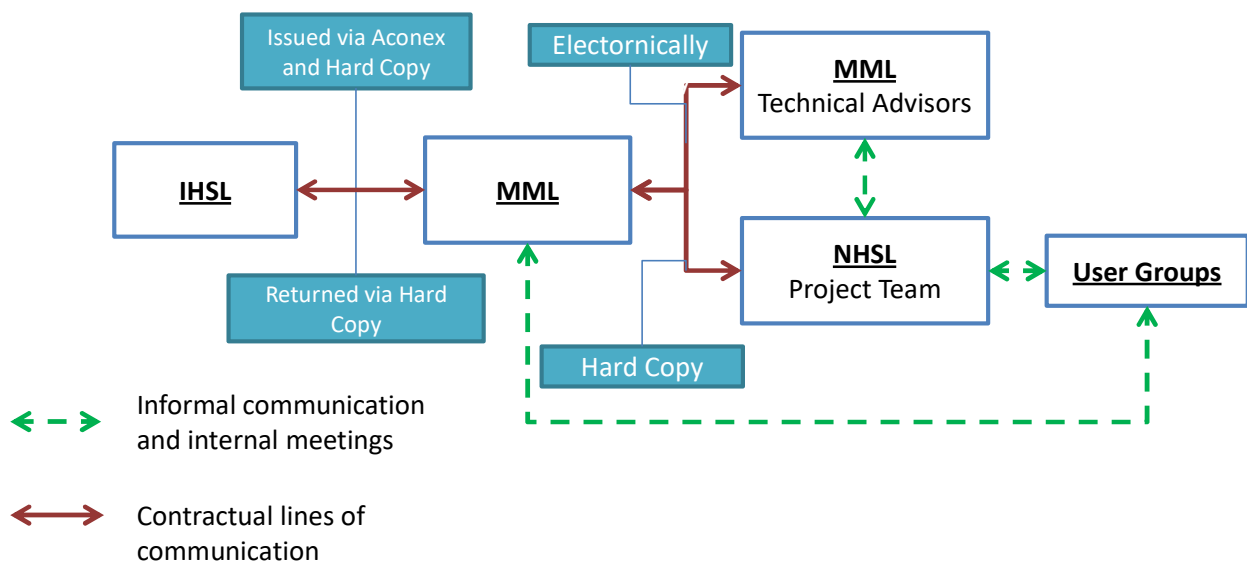 Issued via Aconex
and Hard Copy
Electornically
MML
Technical Advisors
IHSL
MML
NHSL
Project Team
User Groups
Returned via Hard
Copy
Hard Copy
Informal communication
and internal meetings
Contractual lines of
communication